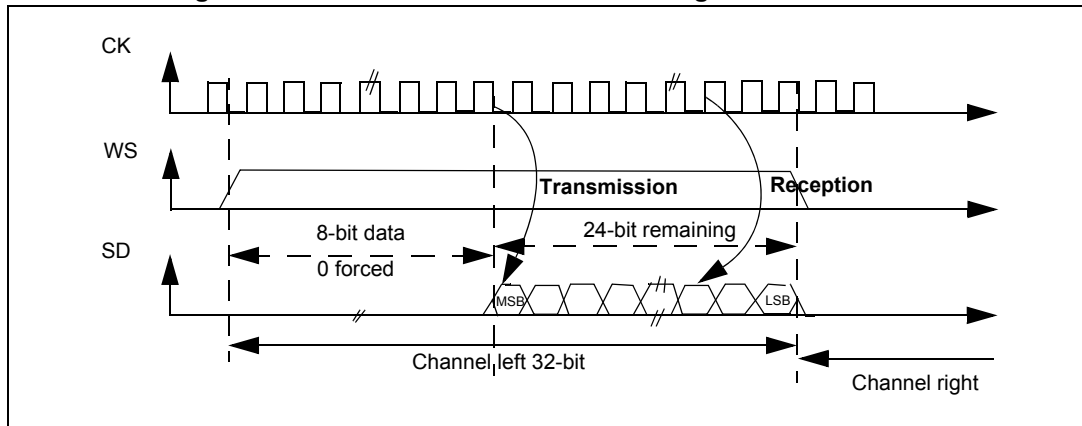 CK
WS
Transmission
Reception
8-bit data
24-bit remaining
SD
0 forced
MSB
LSB
Channel left 32-bit
Channel right